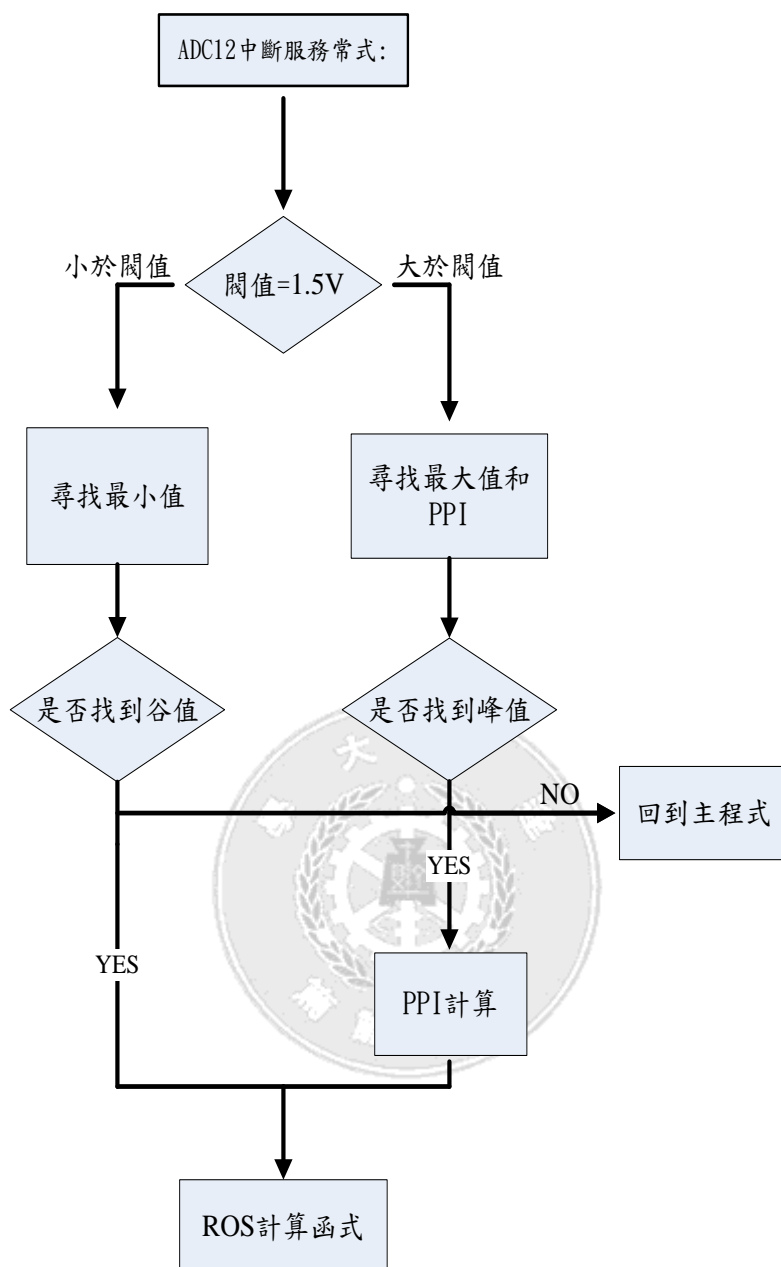 ADC12中斷服務常式:
小於閥值
大於閥值
閥值=1.5V
尋找最小值
尋找最大值和
PPI
是否找到谷值
是否找到峰值
NO
回到主程式
YES
YES
PPI計算
ROS計算函式